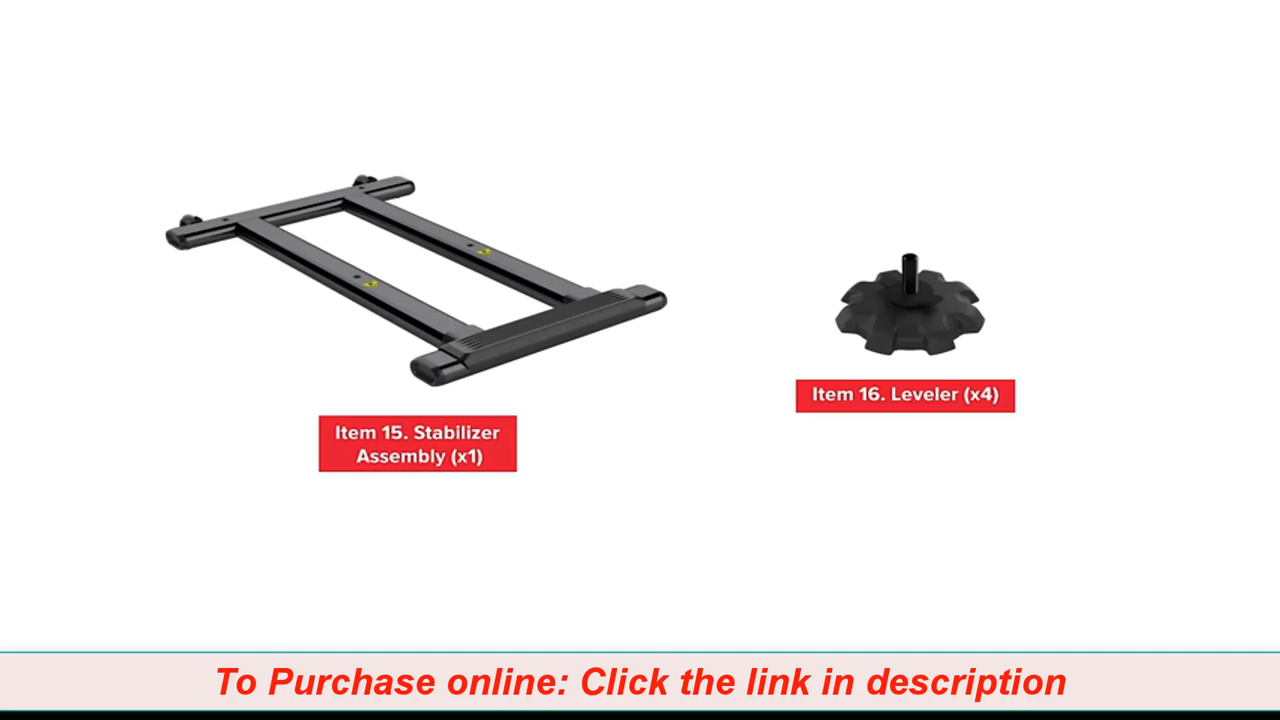 Item 15. Stabilizer
Assembly (x1)
Item 16. Leveler (x4)
To Purchase online: Click the link in description